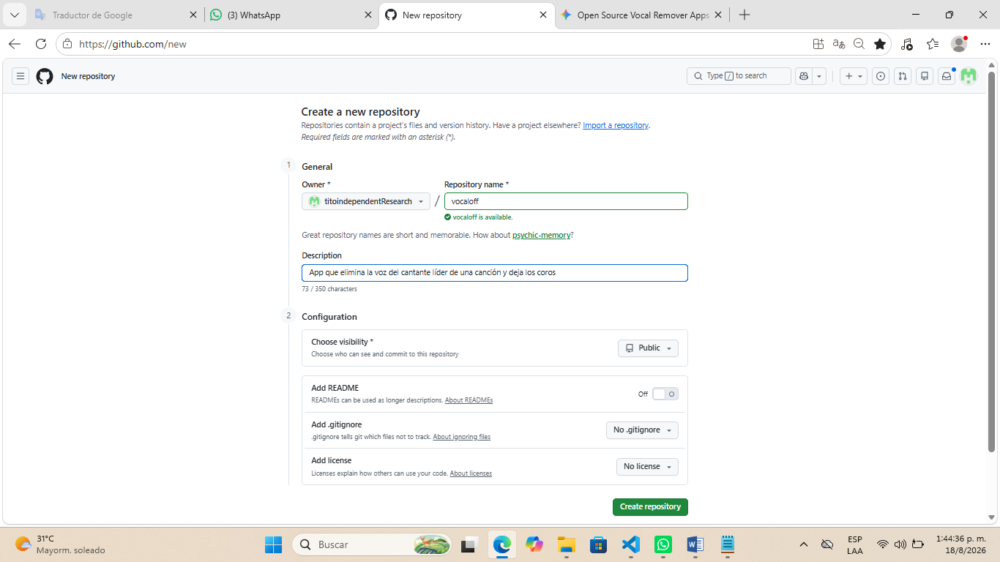 Traductor de Google
(3) WhatsApp
New repository
Open Source Vocal Remover Apps
https://github.com/new
New repository
Type / to search
Create a new repository
Repositories contain a project's files and version history. Have a project elsewhere? Import a repository.
Required fields are marked with an asterisk (*).
1 General
Owner * Repository name *
titoindependentResearch / vocaloff
vocaloff is available.
Great repository names are short and memorable. How about psychic-memory?
Description
App que elimina la voz del cantante líder de una canción y deja los coros
73 / 350 characters
2 Configuration
Choose visibility *
Choose who can see and commit to this repository
Public
Add README
READMEs can be used as longer descriptions. About READMEs
Off
Add .gitignore
.gitignore tells git which files not to track. About ignoring files
No .gitignore
Add license
Licenses explain how others can use your code. About licenses
No license
Create repository
31°C
Mayorm. soleado
Buscar
ESP
LAA
1:44:36 p. m.
18/8/2026